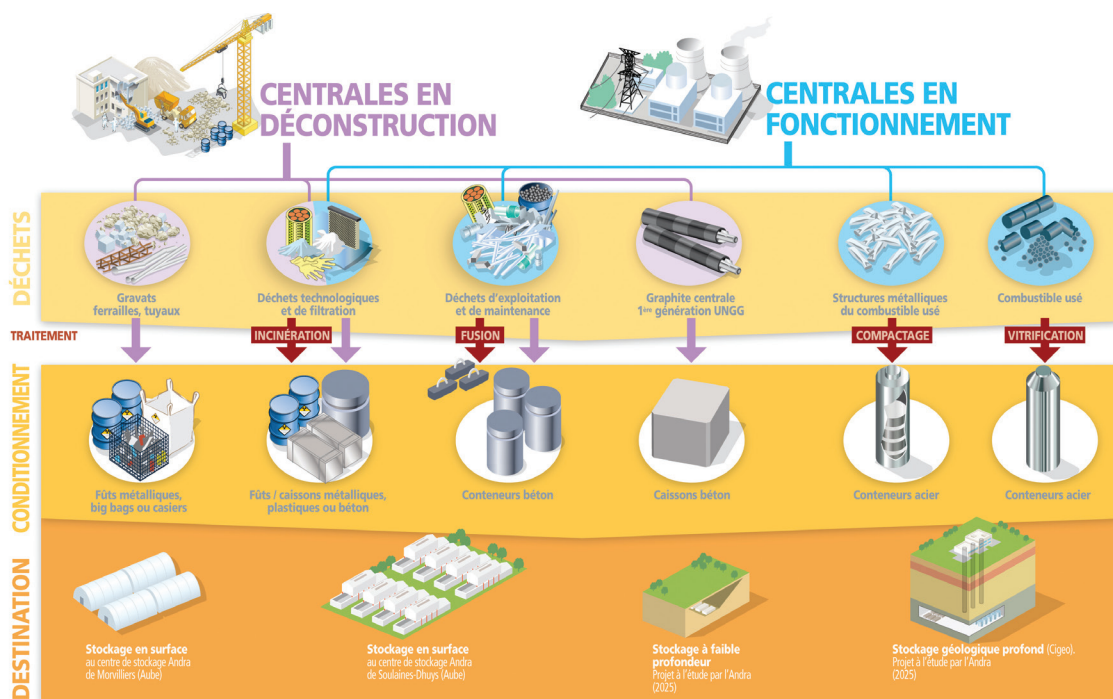 CENTRALES EN
DÉCONSTRUCTION
CENTRALES EN
FONCTIONNEMENT
DÉCHETS
Gravats
ferrailles, tuyaux
Déchets technologiques
et de filtration
Déchets d'exploitation
et de maintenance
Graphite centrale
1ère génération UNGG
Structures métalliques
du combustible usé
Combustible usé
TRAITEMENT
INCINÉRATION
FUSION
COMPACTAGE
VITRIFICATION
CONDITIONNEMENT
Fûts métalliques,
big bags ou casiers
Fûts / caissons métalliques,
plastiques ou béton
Conteneurs béton
Caissons béton
Conteneurs acier
Conteneurs acier
DESTINATION
Stockage en surface
au centre de stockage Andra
de Morvilliers (Aube)
Stockage en surface
au centre de stockage Andra
de Soulaines-Dhuys (Aube)
Stockage à faible
profondeur
Projet à l'étude par l'Andra
(2025)
Stockage géologique profond (Cigeo).
Projet à l'étude par l'Andra
(2025)